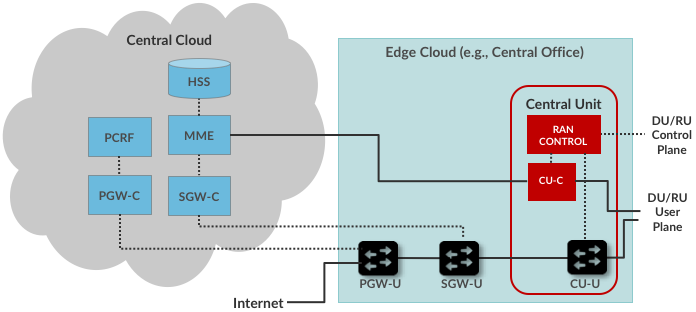 Central Cloud
HSS
PCRF
MME
PGW-C
SGW-C
Edge Cloud (e.g., Central Office)
Central Unit
RAN
CONTROL
CU-C
DU/RU
Control
Plane
DU/RU
User
Plane
PGW-U
SGW-U
CU-U
Internet